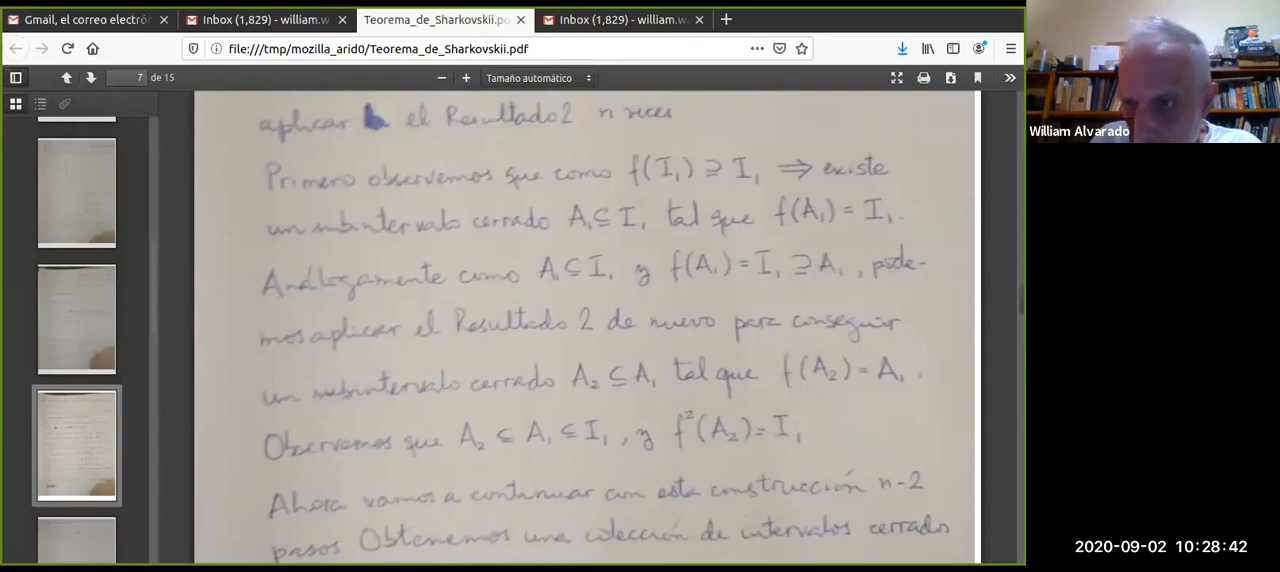 Gmail, el correo electrón
Inbox (1,829) - william.w
Teorema_de_Sharkovskii.pd
Inbox (1,829) - william.w
file:///tmp/mozilla_arid0/Teorema_de_Sharkovskii.pdf
7 de 15
Tamaño automático
aplicar el Resultado 2 n veces
Primero observemos que como f(I₁) ⊇ I₁ ⇒ existe
un subintervalo cerrado A₁ ⊆ I₁ tal que f(A₁) = I₁.
Análogamente como A₁ ⊆ I₁ y f(A₁) = I₁ ⊇ A₁, pode-
mos aplicar el Resultado 2 de nuevo para conseguir
un subintervalo cerrado A₂ ⊆ A₁ tal que f(A₂) = A₁.
Observemos que A₂ ⊆ A₁ ⊆ I₁, y f²(A₂) = I₁
Ahora vamos a continuar con esta construcción n-2
pasos Obtenemos una colección de intervalos cerrados
William Alvarado
2020-09-02 10:28:42